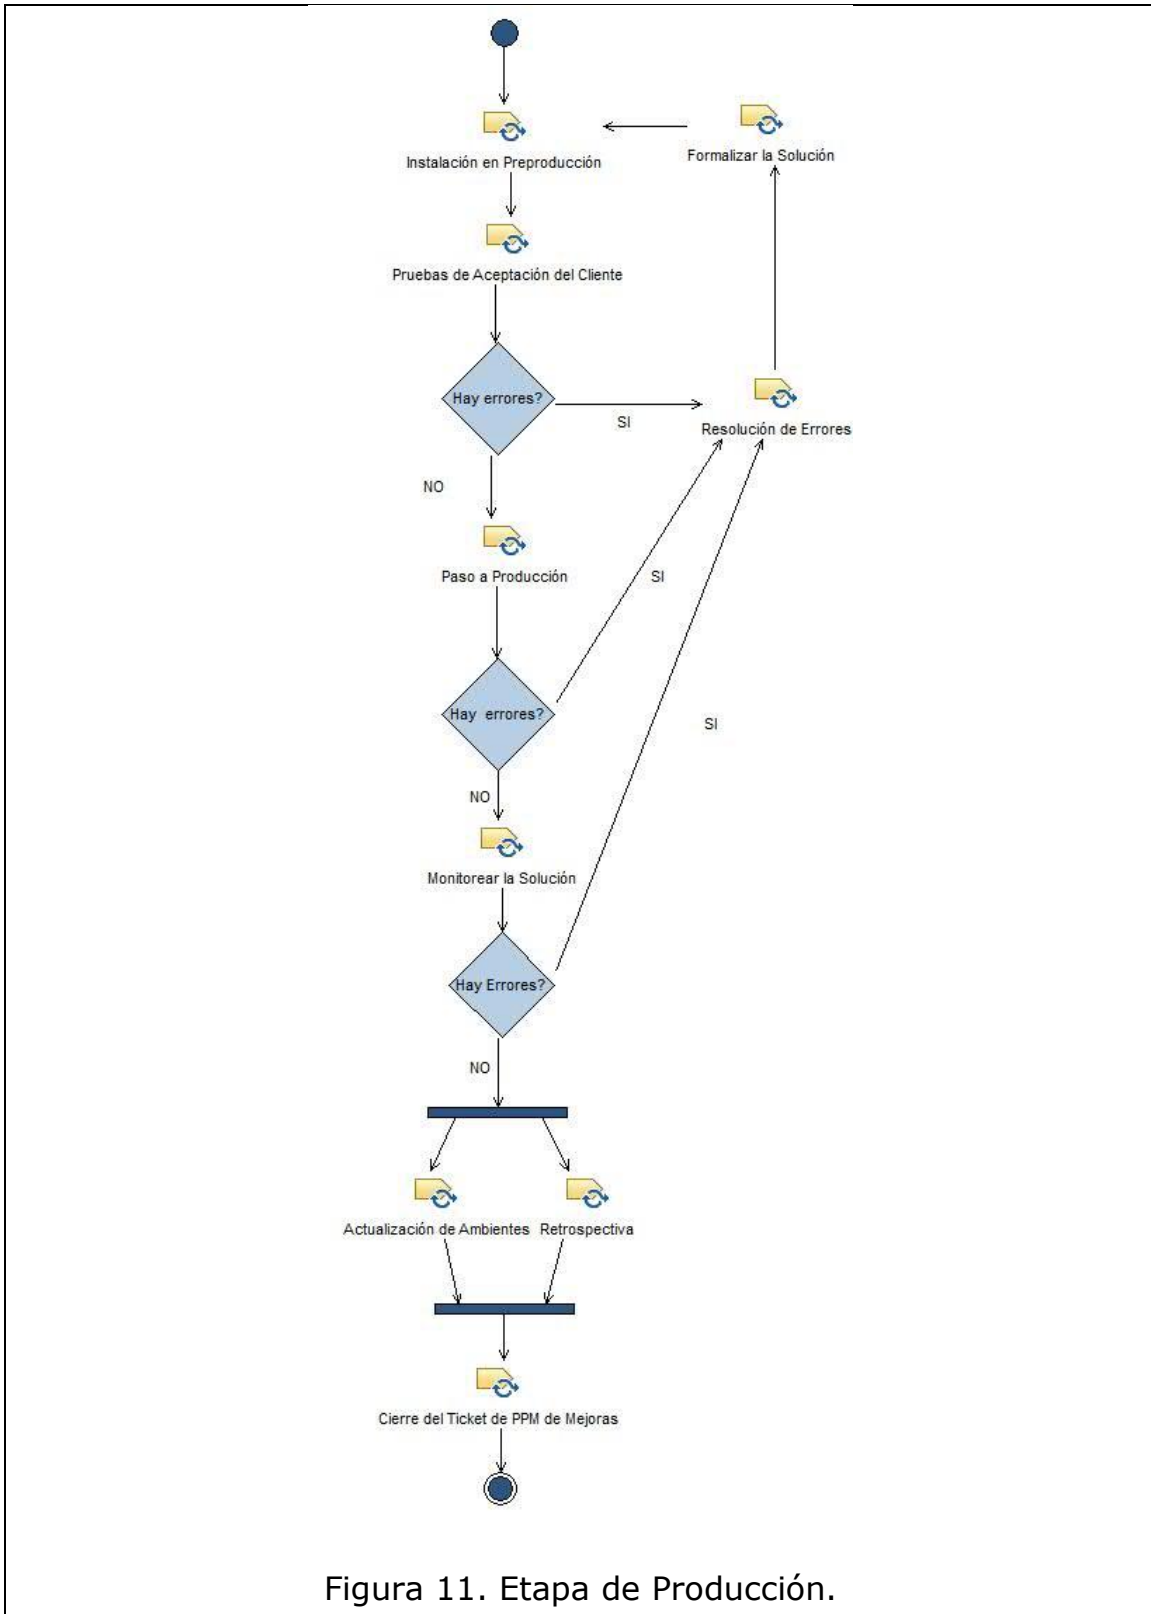 Instalación en Preproducción
Formalizar la Solución
Pruebas de Aceptación del Cliente
Hay errores?
SI
Resolución de Errores
NO
Paso a Producción
SI
Hay errores?
SI
NO
Monitorear la Solución
Hay Errores?
NO
Actualización de Ambientes
Retrospectiva
Cierre del Ticket de PPM de Mejoras
Figura 11. Etapa de Producción.